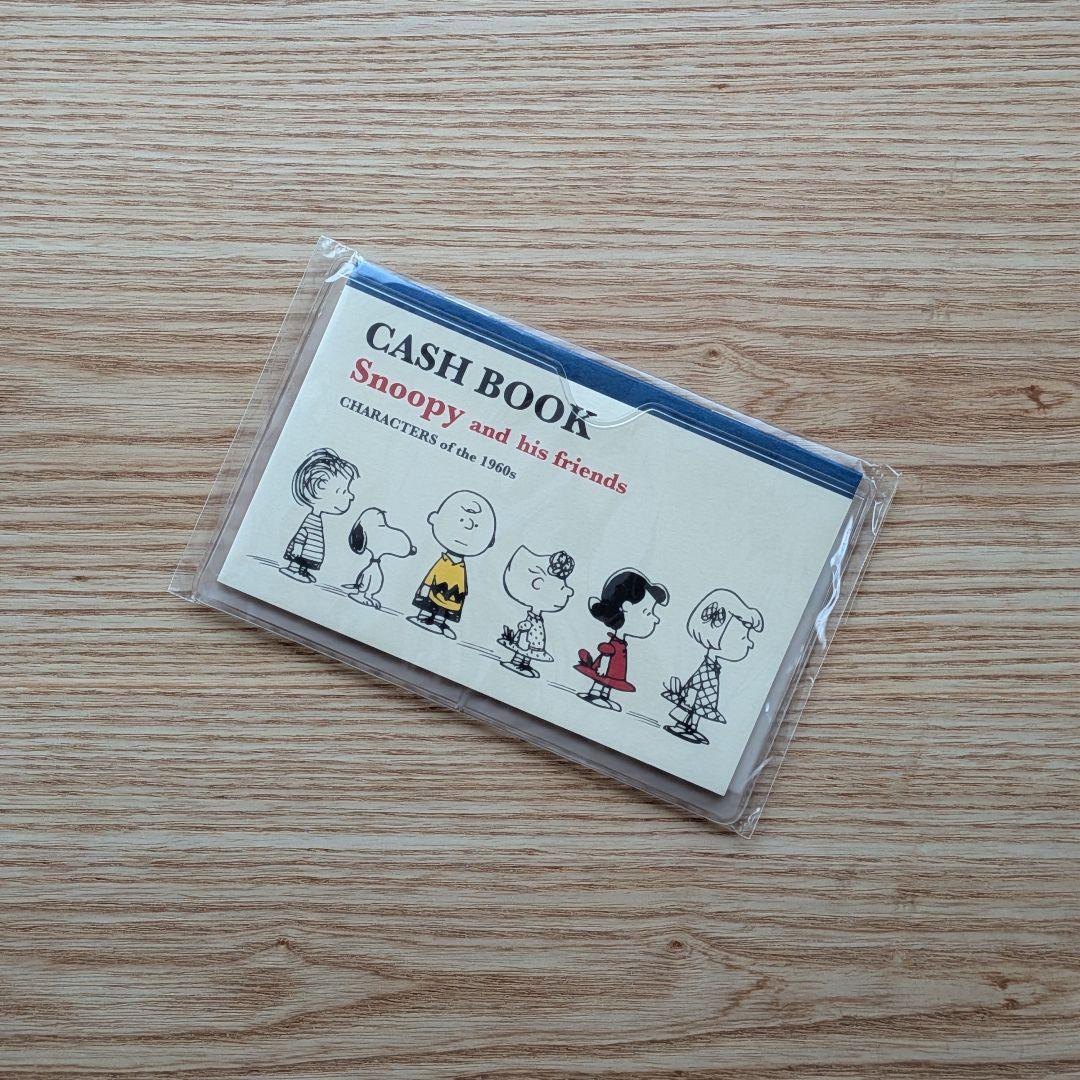 CASH BOOK
Snoopy and his friends
CHARACTERS of the 1960s